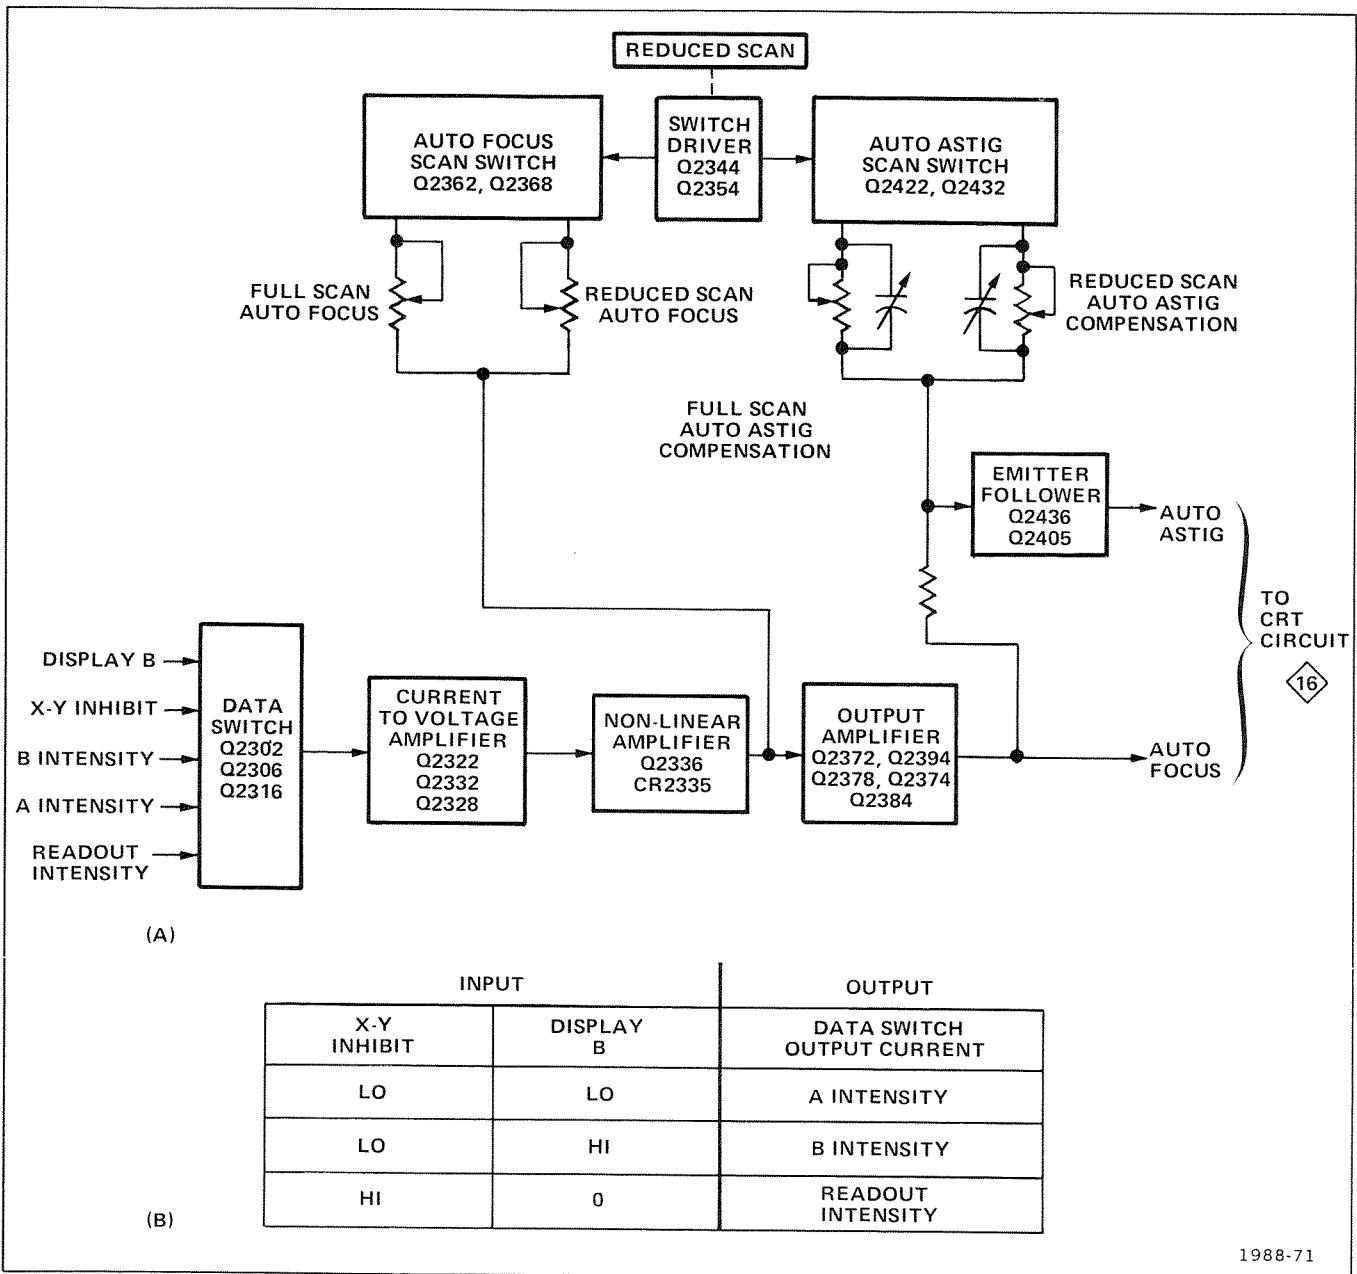 REDUCED SCAN
AUTO FOCUS
SCAN SWITCH
Q2362, Q2368
SWITCH
DRIVER
Q2344
Q2354
AUTO ASTIG
SCAN SWITCH
Q2422, Q2432
FULL SCAN
AUTO FOCUS
REDUCED SCAN
AUTO FOCUS
REDUCED SCAN
AUTO ASTIG
COMPENSATION
FULL SCAN
AUTO ASTIG
COMPENSATION
EMITTER
FOLLOWER
Q2436
Q2405
AUTO
ASTIG
TO
CRT
CIRCUIT
16
DISPLAY B
X-Y INHIBIT
B INTENSITY
A INTENSITY
READOUT
INTENSITY
DATA
SWITCH
Q2302
Q2306
Q2316
CURRENT
TO VOLTAGE
AMPLIFIER
Q2322
Q2332
Q2328
NON-LINEAR
AMPLIFIER
Q2336
CR2335
OUTPUT
AMPLIFIER
Q2372, Q2394
Q2378, Q2374
Q2384
AUTO
FOCUS
(A)
INPUT OUTPUT
X-Y
INHIBIT
DISPLAY
B
DATA SWITCH
OUTPUT CURRENT
LO LO A INTENSITY
LO HI B INTENSITY
HI 0 READOUT
INTENSITY
(B)
1988-71